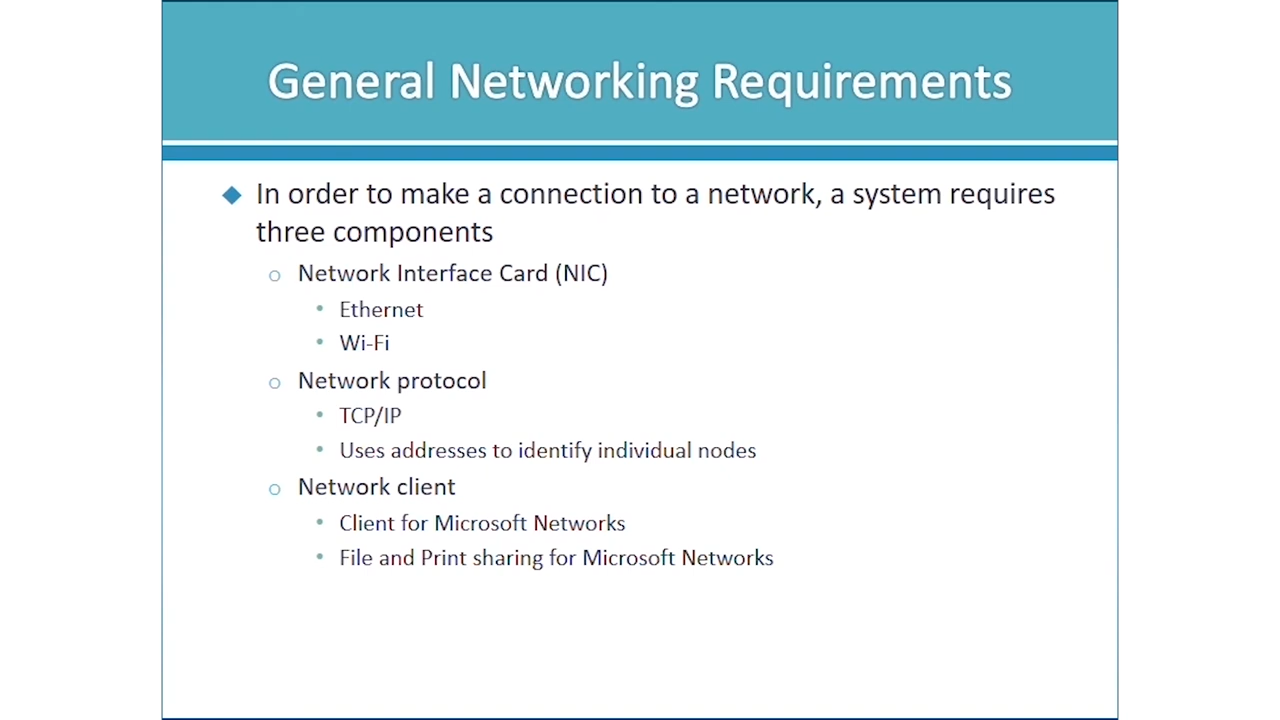 General Networking Requirements
In order to make a connection to a network, a system requires
three components
Network Interface Card (NIC)
Ethernet
Wi-Fi
Network protocol
TCP/IP
Uses addresses to identify individual nodes
Network client
Client for Microsoft Networks
File and Print sharing for Microsoft Networks